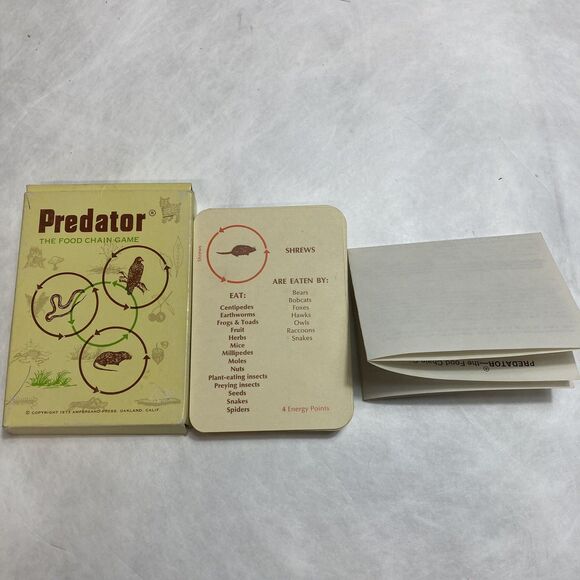 Predator®
THE FOOD CHAIN GAME
© COPYRIGHT 1973 AMPERSAND PRESS, OAKLAND, CALIF.
Shrews
SHREWS
ARE EATEN BY:
Bears
Bobcats
Foxes
Hawks
Owls
Raccoons
Snakes
EAT:
Centipedes
Earthworms
Frogs & Toads
Fruit
Herbs
Mice
Millipedes
Moles
Nuts
Plant-eating insects
Preying insects
Seeds
Snakes
Spiders
4 Energy Points
PREDATOR®—the Food Chain